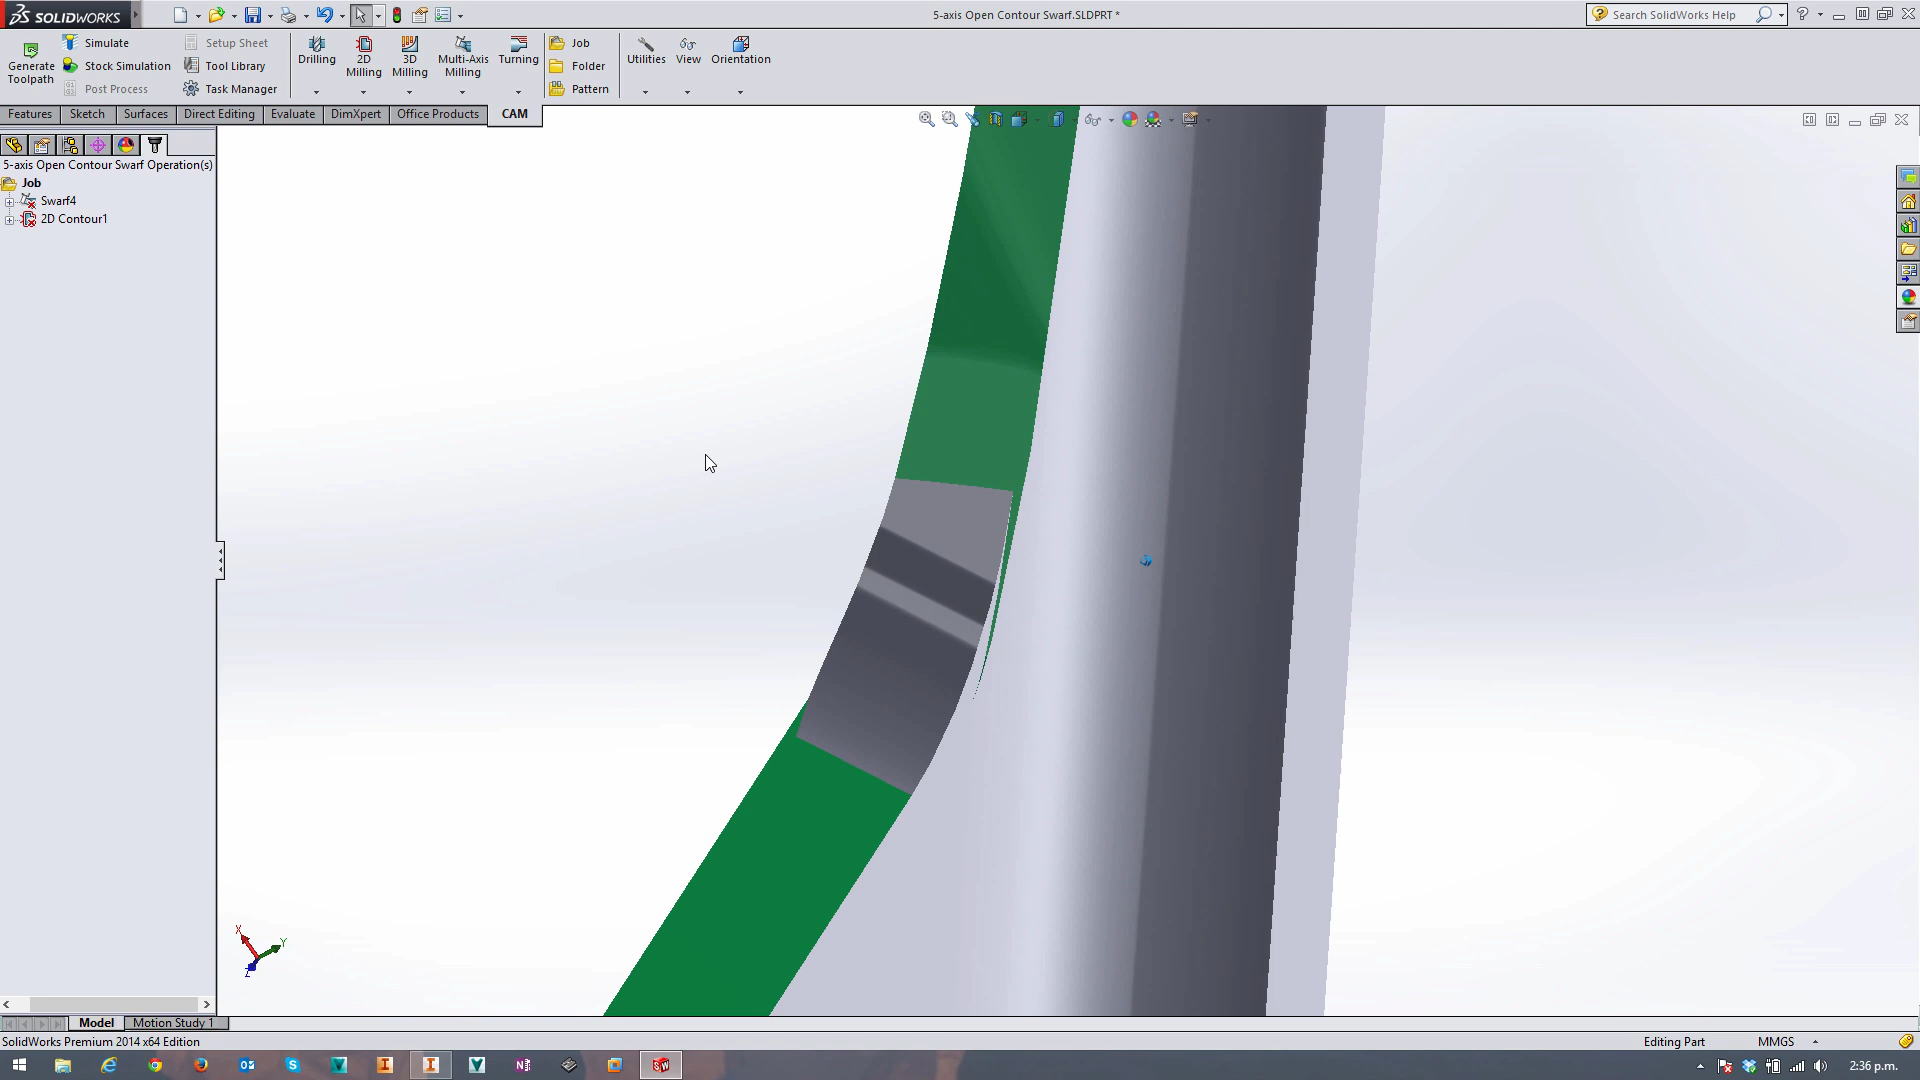 SOLIDWORKS
5-axis Open Contour Swarf.SLDPRT *
Search SolidWorks Help
Generate Toolpath
Simulate
Stock Simulation
Post Process
Setup Sheet
Tool Library
Task Manager
Drilling
2D Milling
3D Milling
Multi-Axis Milling
Turning
Job
Folder
Pattern
Utilities
View
Orientation
Features
Sketch
Surfaces
Direct Editing
Evaluate
DimXpert
Office Products
CAM
5-axis Open Contour Swarf Operation(s)
Job
Swarf4
2D Contour1
X
Y
Z
Model
Motion Study 1
SolidWorks Premium 2014 x64 Edition
Editing Part
MMGS
2:36 p.m.